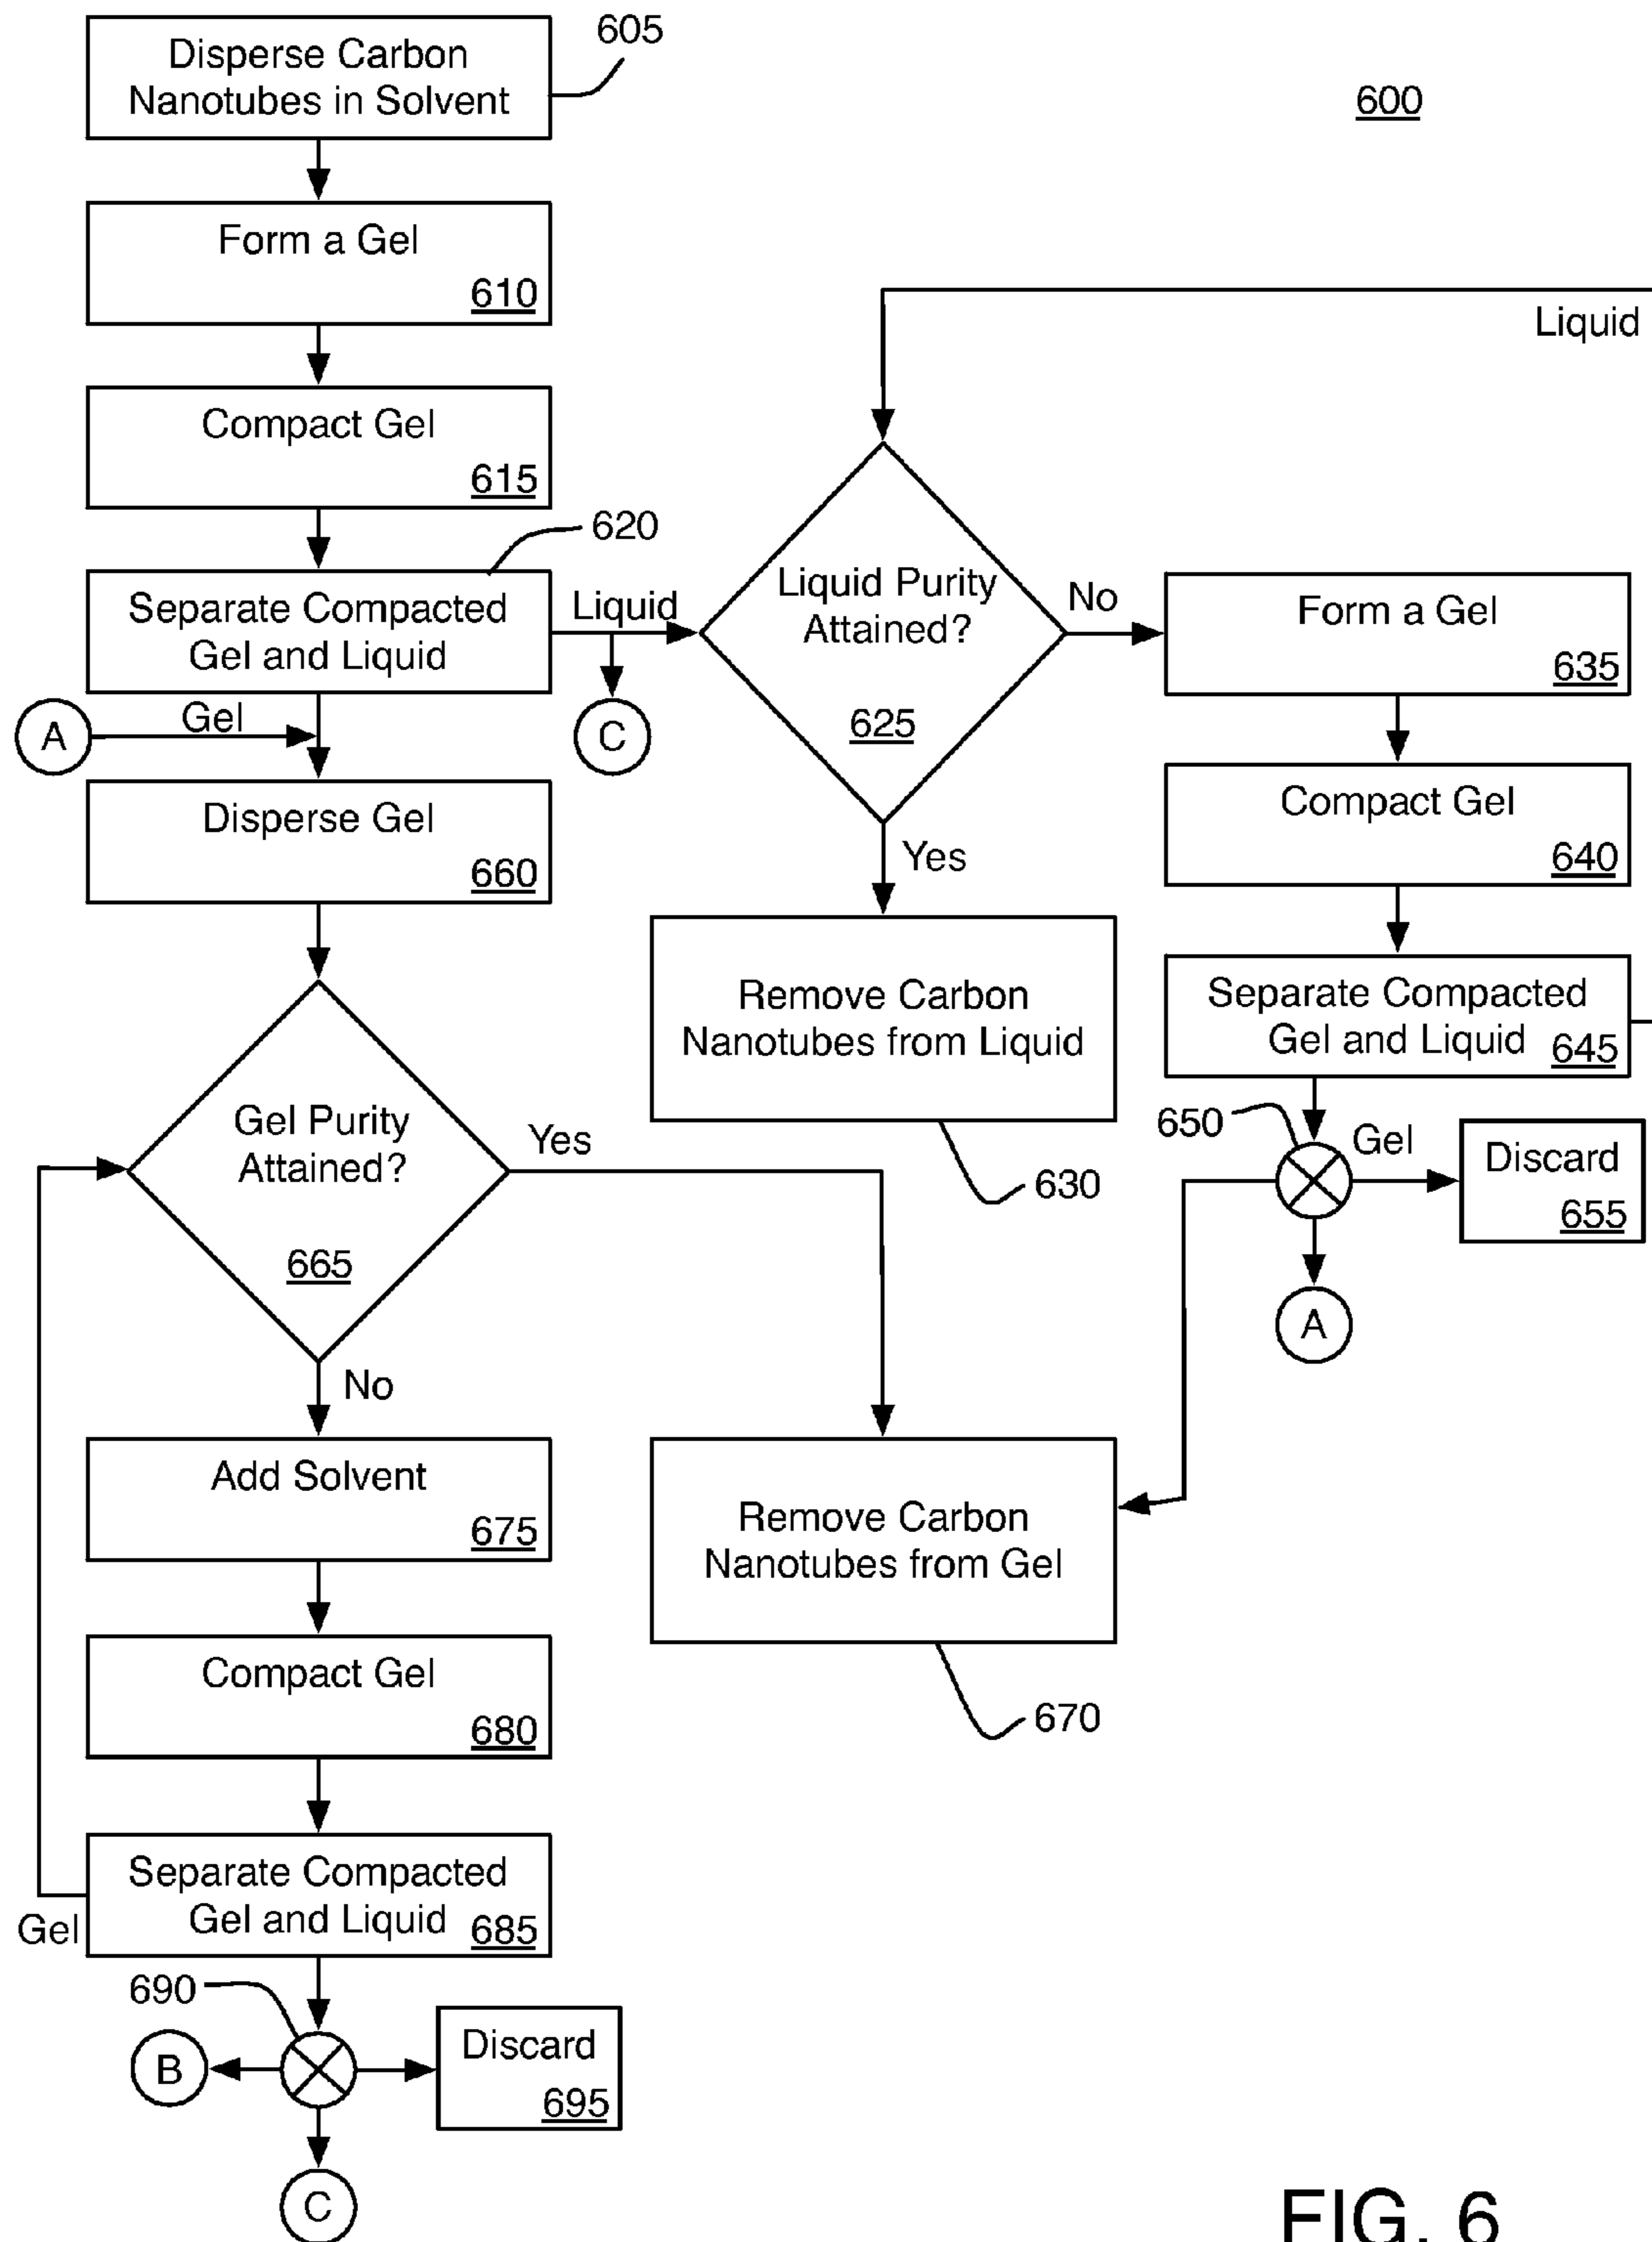 605
Disperse Carbon
Nanotubes in Solvent
600
Form a Gel
610
Liquid
Compact Gel
615
620
Separate Compacted
Gel and Liquid
Liquid
Liquid Purity
Attained?
625
No
Form a Gel
635
A
Gel
C
Disperse Gel
660
Yes
Compact Gel
640
Remove Carbon
Nanotubes from Liquid
630
Separate Compacted
Gel and Liquid 645
650
Gel
Discard
655
A
Gel Purity
Attained?
665
Yes
No
Add Solvent
675
Remove Carbon
Nanotubes from Gel
670
Compact Gel
680
Separate Compacted
Gel and Liquid 685
Gel
690
B
Discard
695
C
FIG. 6